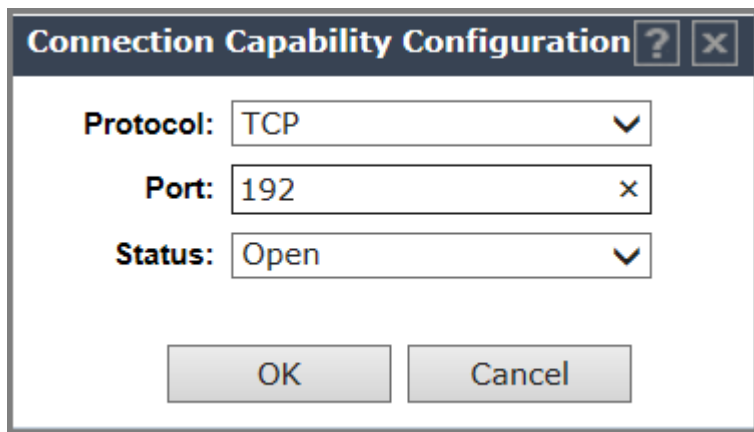 Connection Capability Configuration ?
Protocol: TCP
Port: 192
Status: Open
OK Cancel